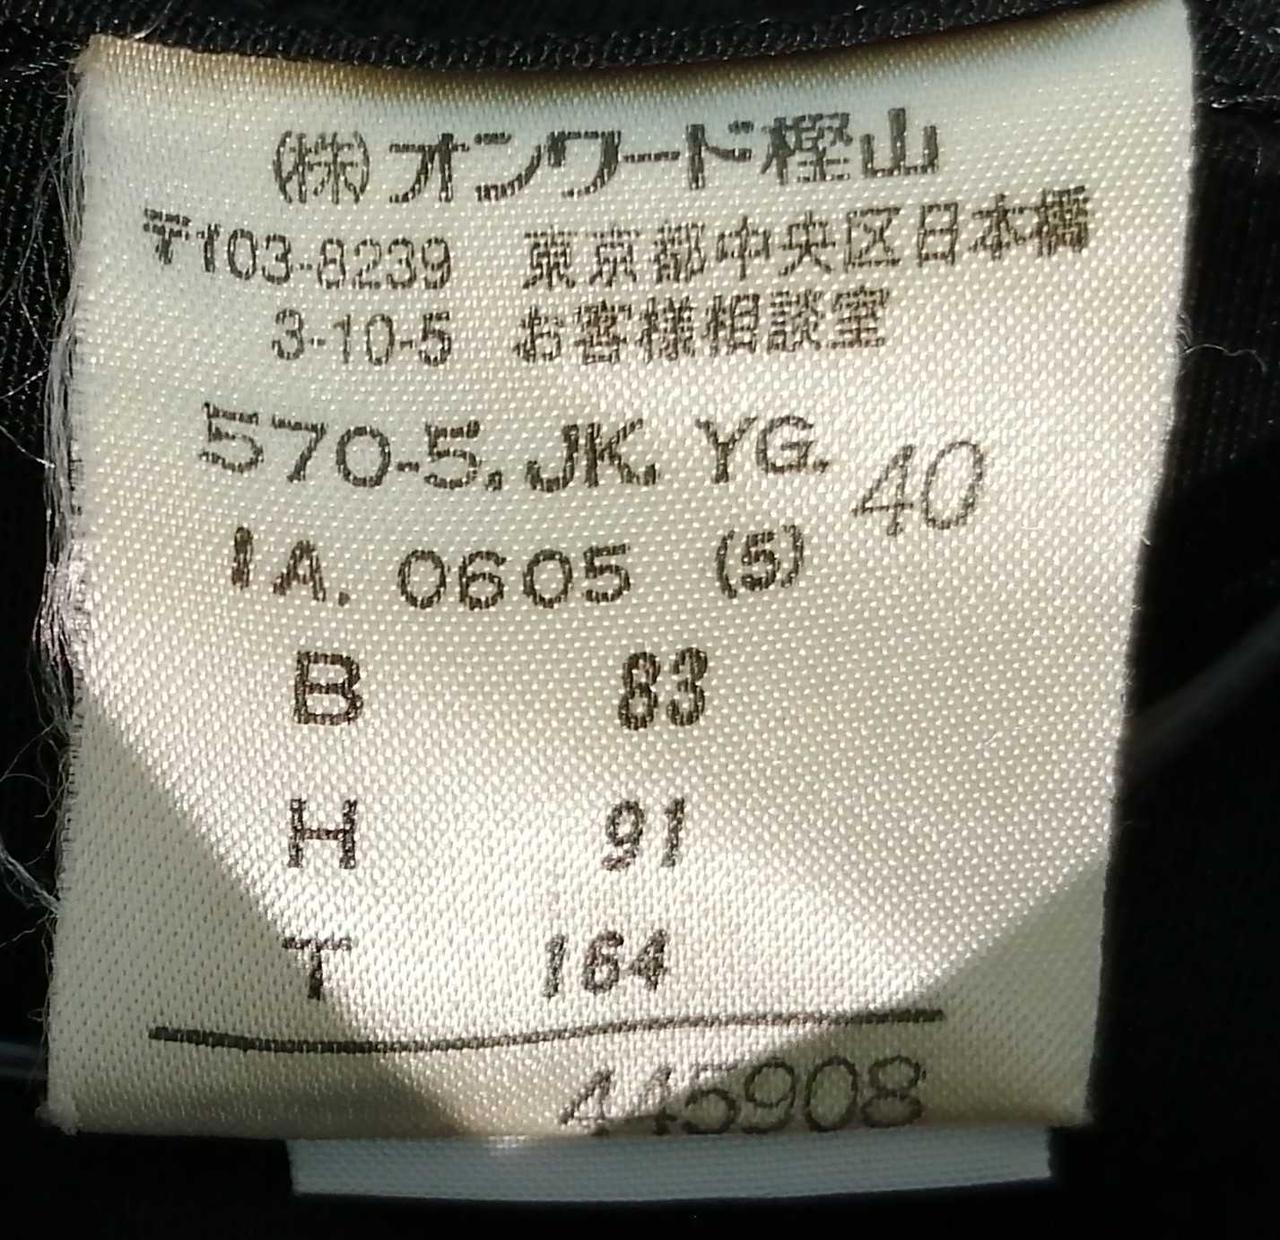 (株)オンワード樫山
〒103-8239 東京都中央区日本橋
3-10-5 お客様相談室
570-5. JK. YG. 40
IA. 0605 (5)
B 83
H 91
T 164
445908